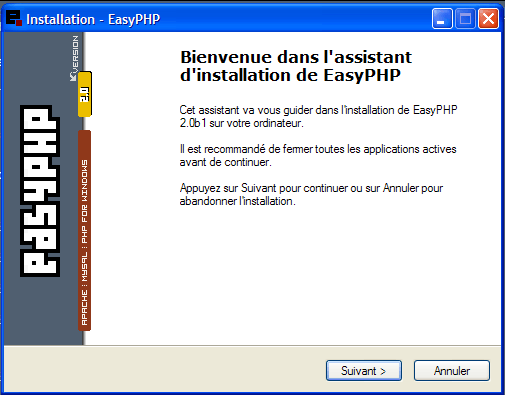 Installation - EasyPHP
Bienvenue dans l'assistant
d'installation de EasyPHP
Cet assistant va vous guider dans l'installation de EasyPHP
2.0b1 sur votre ordinateur.
Il est recommandé de fermer toutes les applications actives
avant de continuer.
Appuyez sur Suivant pour continuer ou sur Annuler pour
abandonner l'installation.
easyphp
APACHE : MYSQL : PHP FOR WINDOWS
VERSION
Suivant >
Annuler